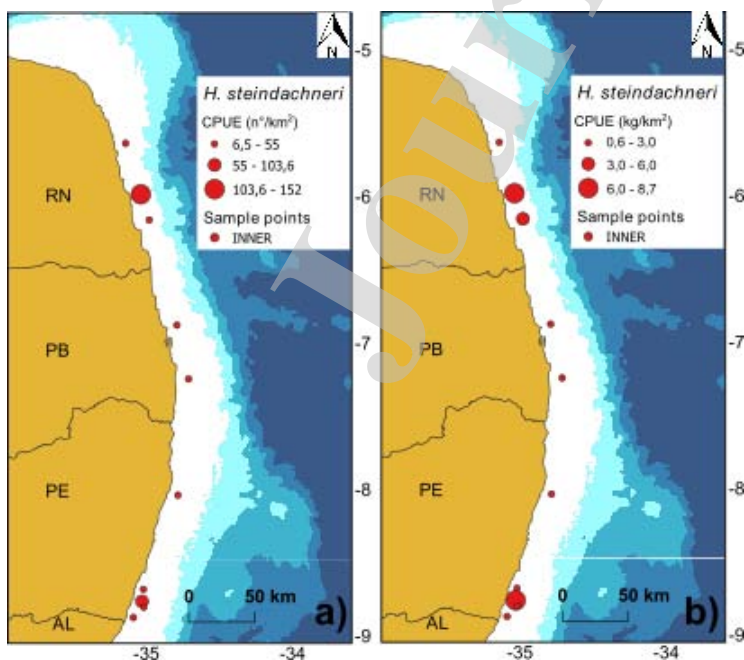 -5
N
H. steindachneri
CPUE (n°/km²)
6,5 - 55
55 - 103,6
103,6 - 152
Sample points
INNER
RN
-6
PB
-7
PE
-8
AL
0 50 km
a)
-9
-35 -34
-5
N
H. steindachneri
CPUE (kg/km²)
0,6 - 3,0
3,0 - 6,0
6,0 - 8,7
Sample points
INNER
RN
-6
PB
-7
PE
-8
AL
0 50 km
b)
-9
-35 -34
Jour